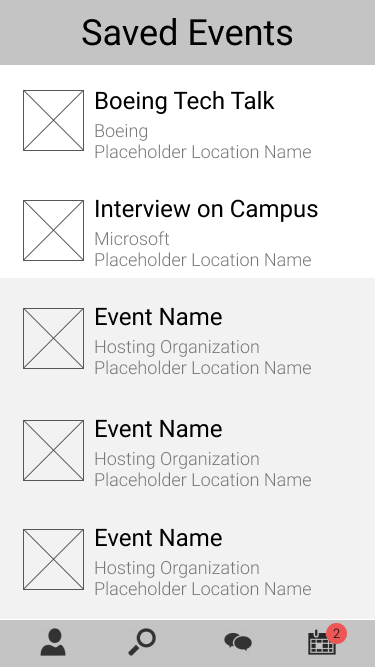 Saved Events
Boeing Tech Talk
Boeing
Placeholder Location Name
Interview on Campus
Microsoft
Placeholder Location Name
Event Name
Hosting Organization
Placeholder Location Name
Event Name
Hosting Organization
Placeholder Location Name
Event Name
Hosting Organization
Placeholder Location Name
2